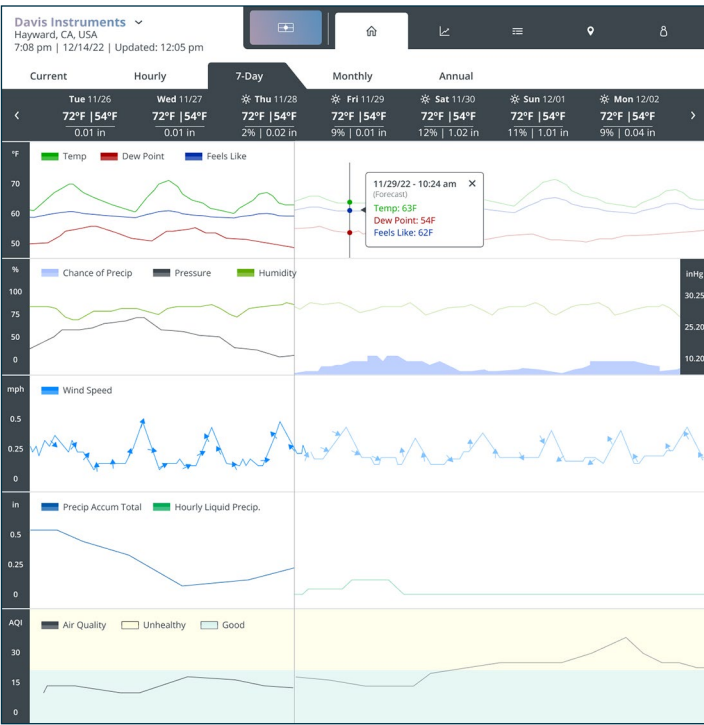 Davis Instruments
Hayward, CA, USA
7:08 pm | 12/14/22 | Updated: 12:05 pm
Current Hourly 7-Day Monthly Annual
Tue 11/26 Wed 11/27 Thu 11/28 Fri 11/29 Sat 11/30 Sun 12/01 Mon 12/02
72°F |54°F 72°F |54°F 72°F |54°F 72°F |54°F 72°F |54°F 72°F |54°F 72°F |54°F
0.01 in 0.01 in 2% | 0.02 in 9% | 0.01 in 12% | 1.02 in 11% | 1.01 in 9% | 0.04 in
°F Temp Dew Point Feels Like
70
60
50
11/29/22 - 10:24 am X
(Forecast)
Temp: 63F
Dew Point: 54F
Feels Like: 62F
% Chance of Precip Pressure Humidity inHg
100 30.25
75 25.20
50 10.20
0
mph Wind Speed
0.5
0.25
0
in Precip Accum Total Hourly Liquid Precip.
0.5
0.25
0
AQI Air Quality Unhealthy Good
30
15
0